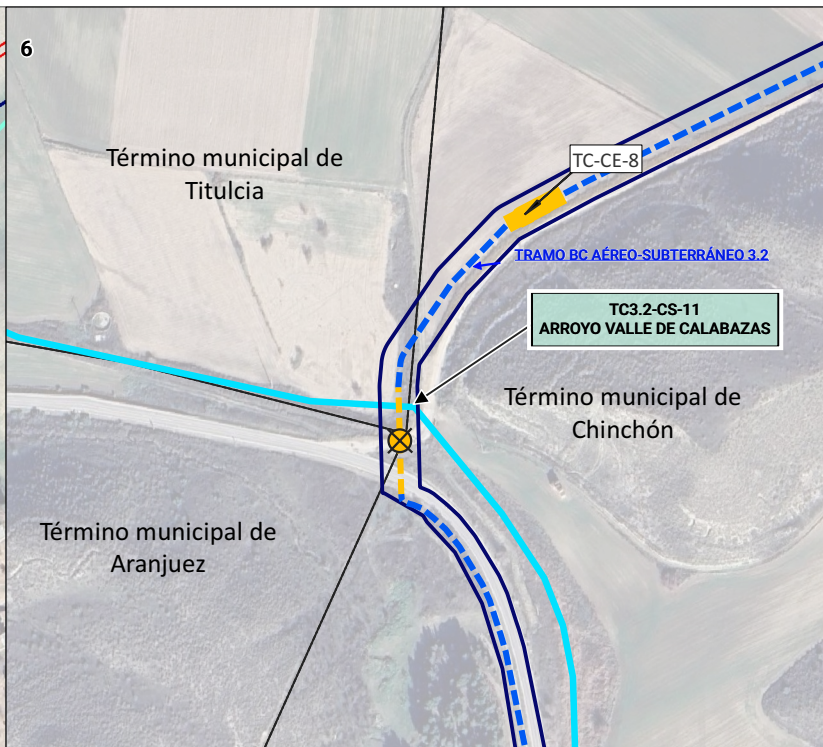 6
Término municipal de
Titulcia
TC-CE-8
TRAMO BC AÉREO-SUBTERRÁNEO 3.2
TC3.2-CS-11
ARROYO VALLE DE CALABAZAS
Término municipal de
Chinchón
Término municipal de
Aranjuez